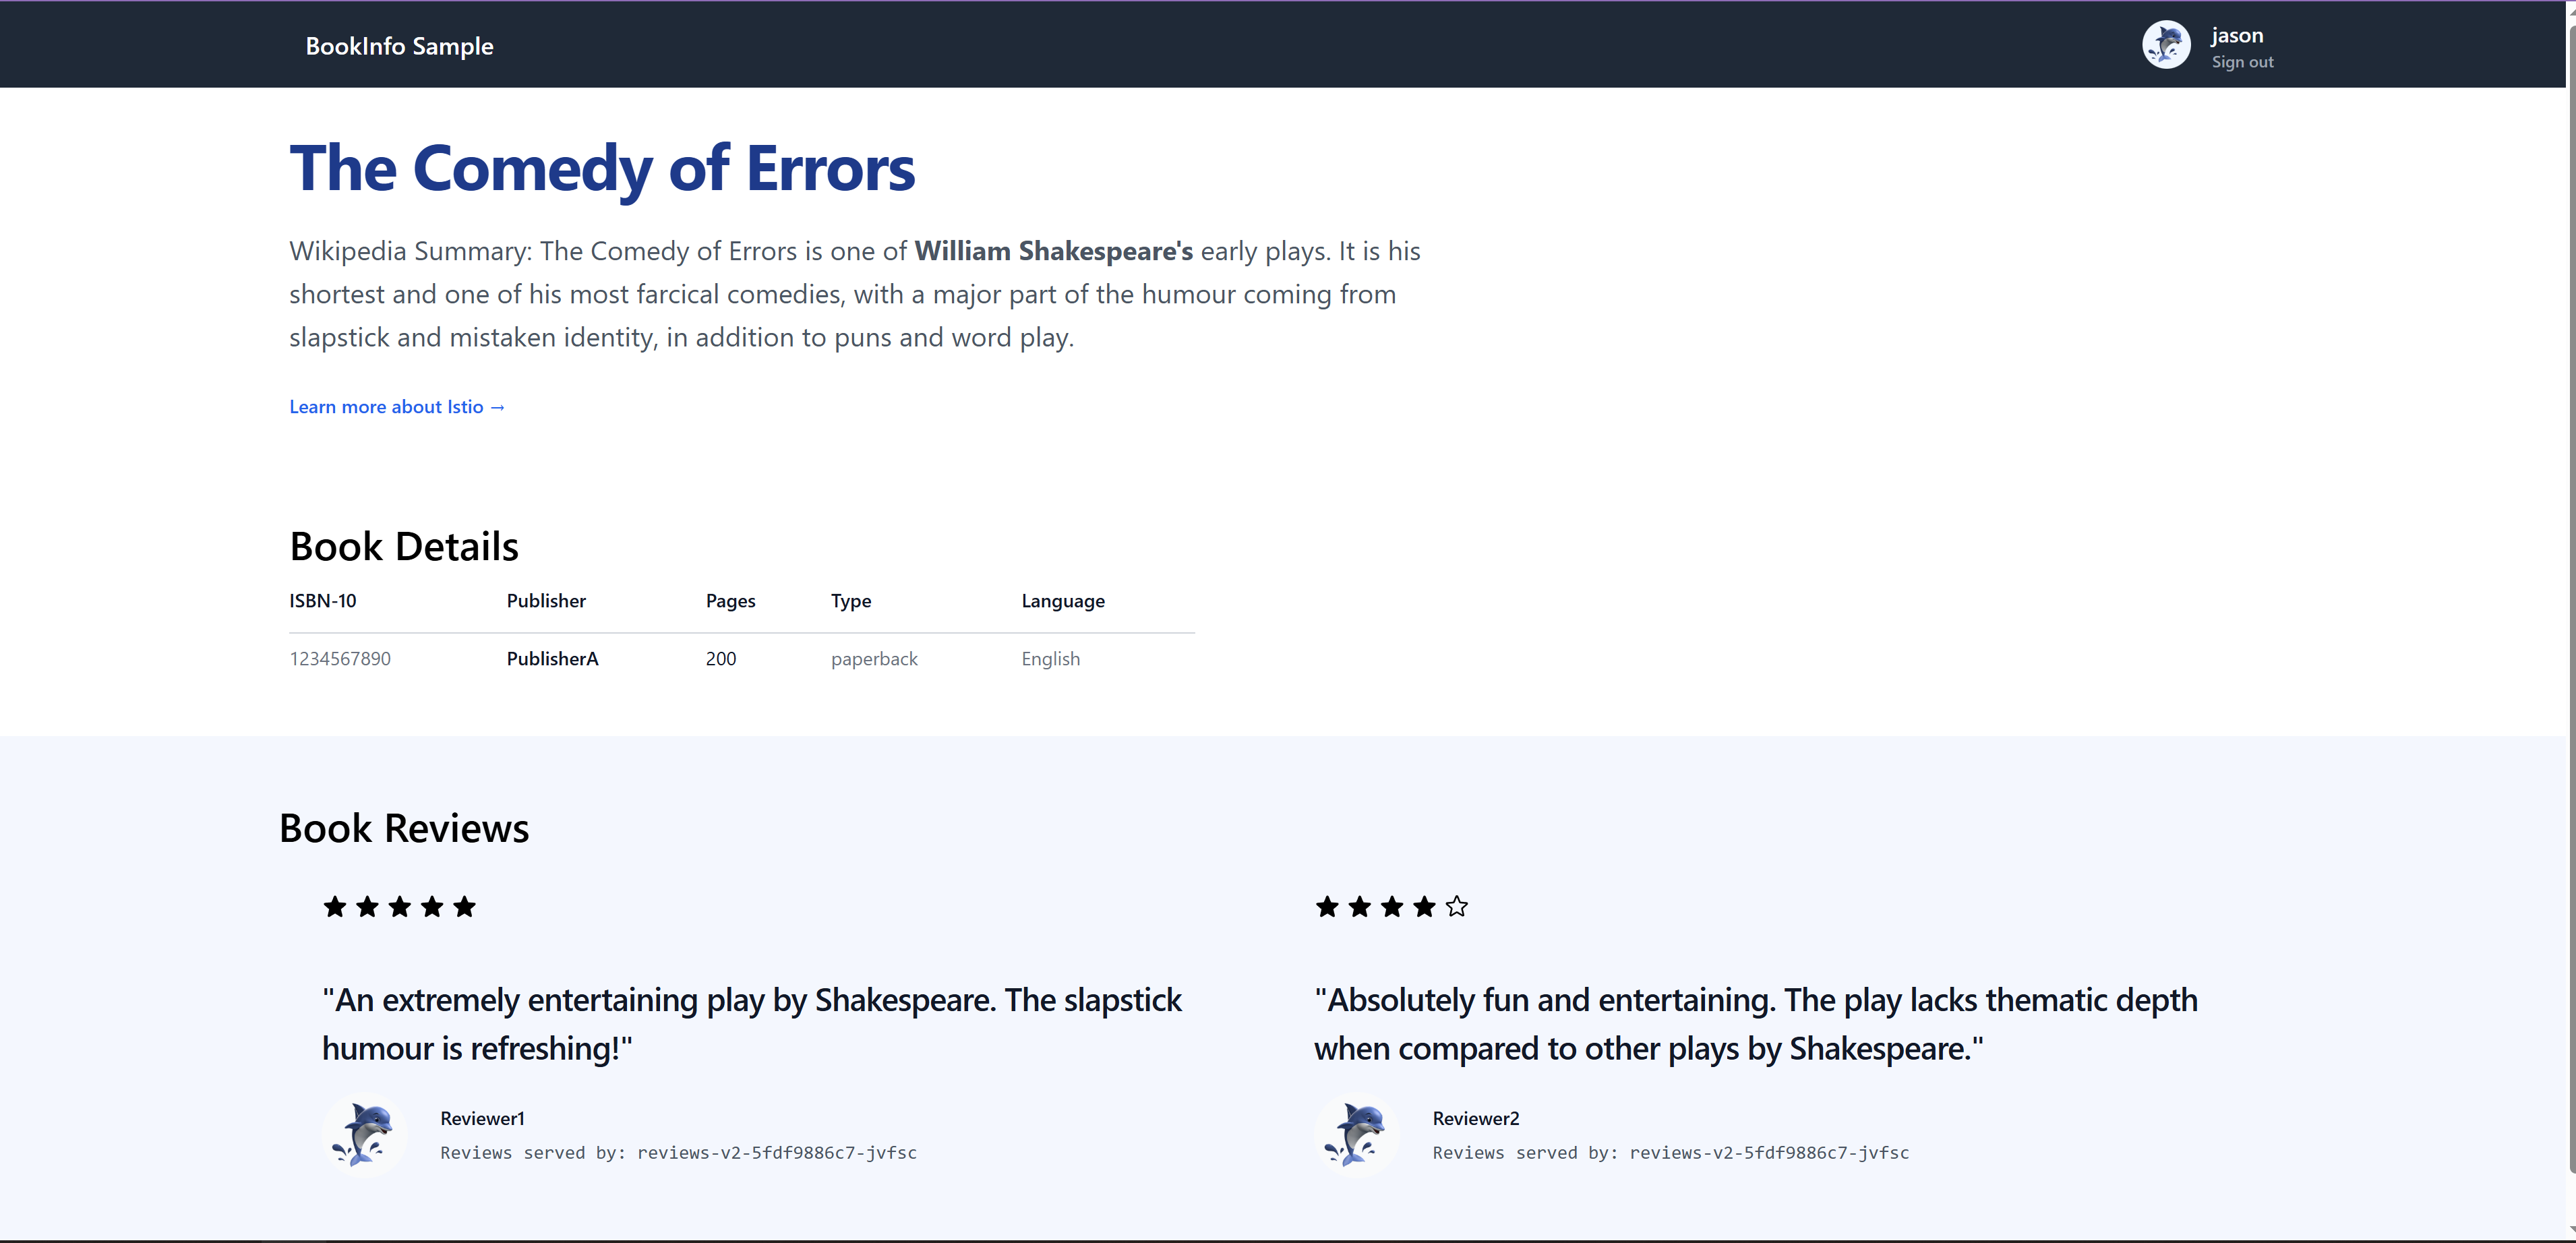 BookInfo Sample
jason
Sign out
The Comedy of Errors
Wikipedia Summary: The Comedy of Errors is one of William Shakespeare's early plays. It is his
shortest and one of his most farcical comedies, with a major part of the humour coming from
slapstick and mistaken identity, in addition to puns and word play.
Learn more about Istio →
Book Details
ISBN-10 Publisher Pages Type Language
1234567890 PublisherA 200 paperback English
Book Reviews
"An extremely entertaining play by Shakespeare. The slapstick
humour is refreshing!"
Reviewer1
Reviews served by: reviews-v2-5fdf9886c7-jvfsc
"Absolutely fun and entertaining. The play lacks thematic depth
when compared to other plays by Shakespeare."
Reviewer2
Reviews served by: reviews-v2-5fdf9886c7-jvfsc